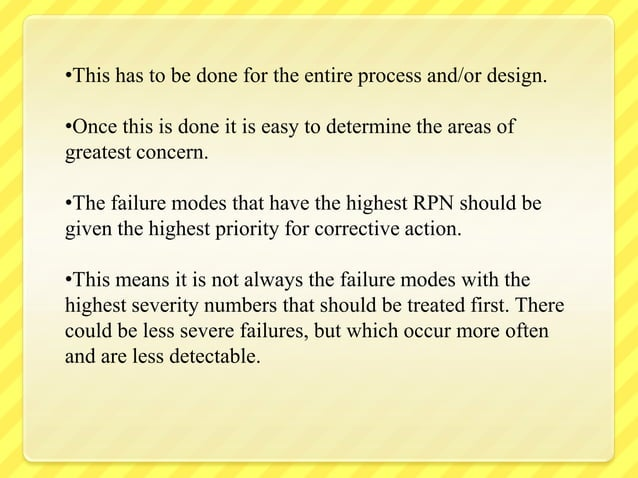 •This has to be done for the entire process and/or design.
•Once this is done it is easy to determine the areas of
greatest concern.
•The failure modes that have the highest RPN should be
given the highest priority for corrective action.
•This means it is not always the failure modes with the
highest severity numbers that should be treated first. There
could be less severe failures, but which occur more often
and are less detectable.